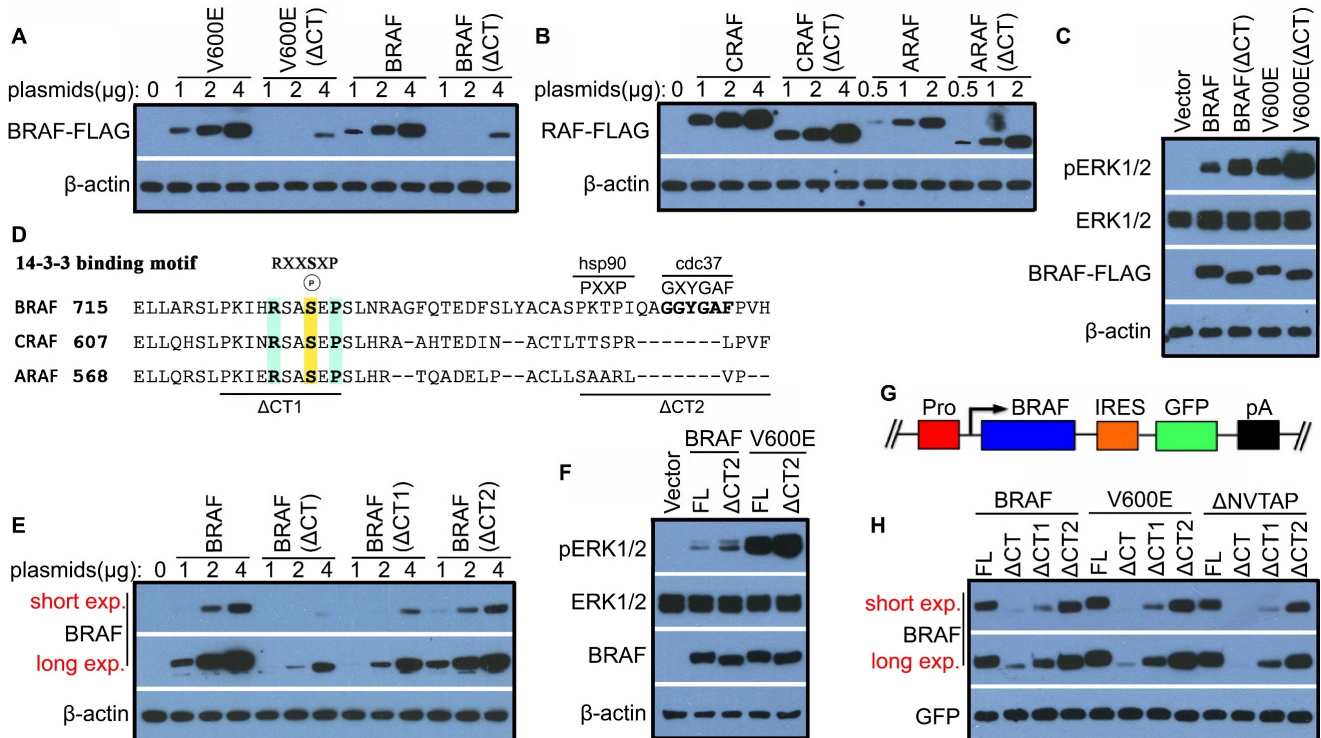 A
V600E
V600E (ΔCT)
BRAF
BRAF (ΔCT)
plasmids(μg): 0 1 2 4 1 2 4 1 2 4 1 2 4
BRAF-FLAG
β-actin
B
CRAF
CRAF (ΔCT)
ARAF
ARAF (ΔCT)
plasmids(μg): 0 1 2 4 1 2 4 0.5 1 2 0.5 1 2
RAF-FLAG
β-actin
C
Vector
BRAF
BRAF(ΔCT)
V600E
V600E(ΔCT)
pERK1/2
ERK1/2
BRAF-FLAG
β-actin
D
14-3-3 binding motif RXXSXP hsp90 cdc37
P PXXP GXYGAF
BRAF 715 ELLARSLPKIHRSASEPSLNRAGFQTEDFSLYACASPKTPIQAGGYGAFPVH
CRAF 607 ELLQHSLPKINRSASEPSLHRA-AHTEDIN--ACTLTTSPR-------LPVF
ARAF 568 ELLQRSLPKIERSASEPSLHR--TQADELP--ACLLSAARL-------VP--
ΔCT1 ΔCT2
E
BRAF
BRAF (ΔCT)
BRAF (ΔCT1)
BRAF (ΔCT2)
plasmids(μg): 0 1 2 4 1 2 4 1 2 4 1 2 4
short exp.
BRAF
long exp.
β-actin
F
BRAF V600E
Vector
FL
ΔCT2
FL
ΔCT2
pERK1/2
ERK1/2
BRAF
β-actin
G
Pro BRAF IRES GFP pA
H
BRAF V600E ΔNVTAP
FL ΔCT ΔCT1 ΔCT2 FL ΔCT ΔCT1 ΔCT2 FL ΔCT ΔCT1 ΔCT2
short exp.
BRAF
long exp.
GFP